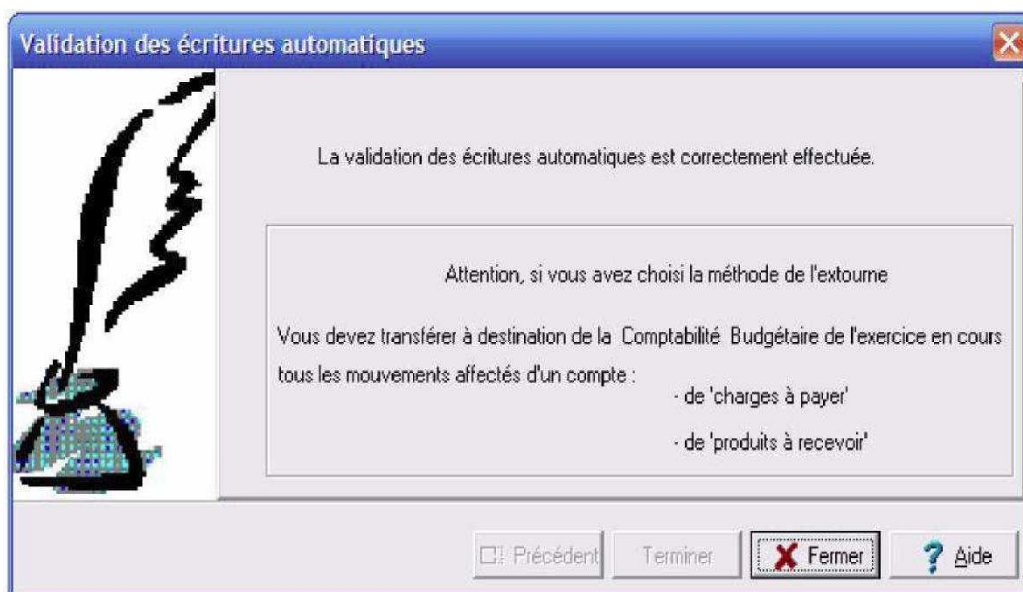 Validation des écritures automatiques
La validation des écritures automatiques est correctement effectuée.
Attention, si vous avez choisi la méthode de l'extourne
Vous devez transférer à destination de la Comptabilité Budgétaire de l'exercice en cours
tous les mouvements affectés d'un compte :
- de 'charges à payer'
- de 'produits à recevoir'
Précédent Terminer Fermer ? Aide